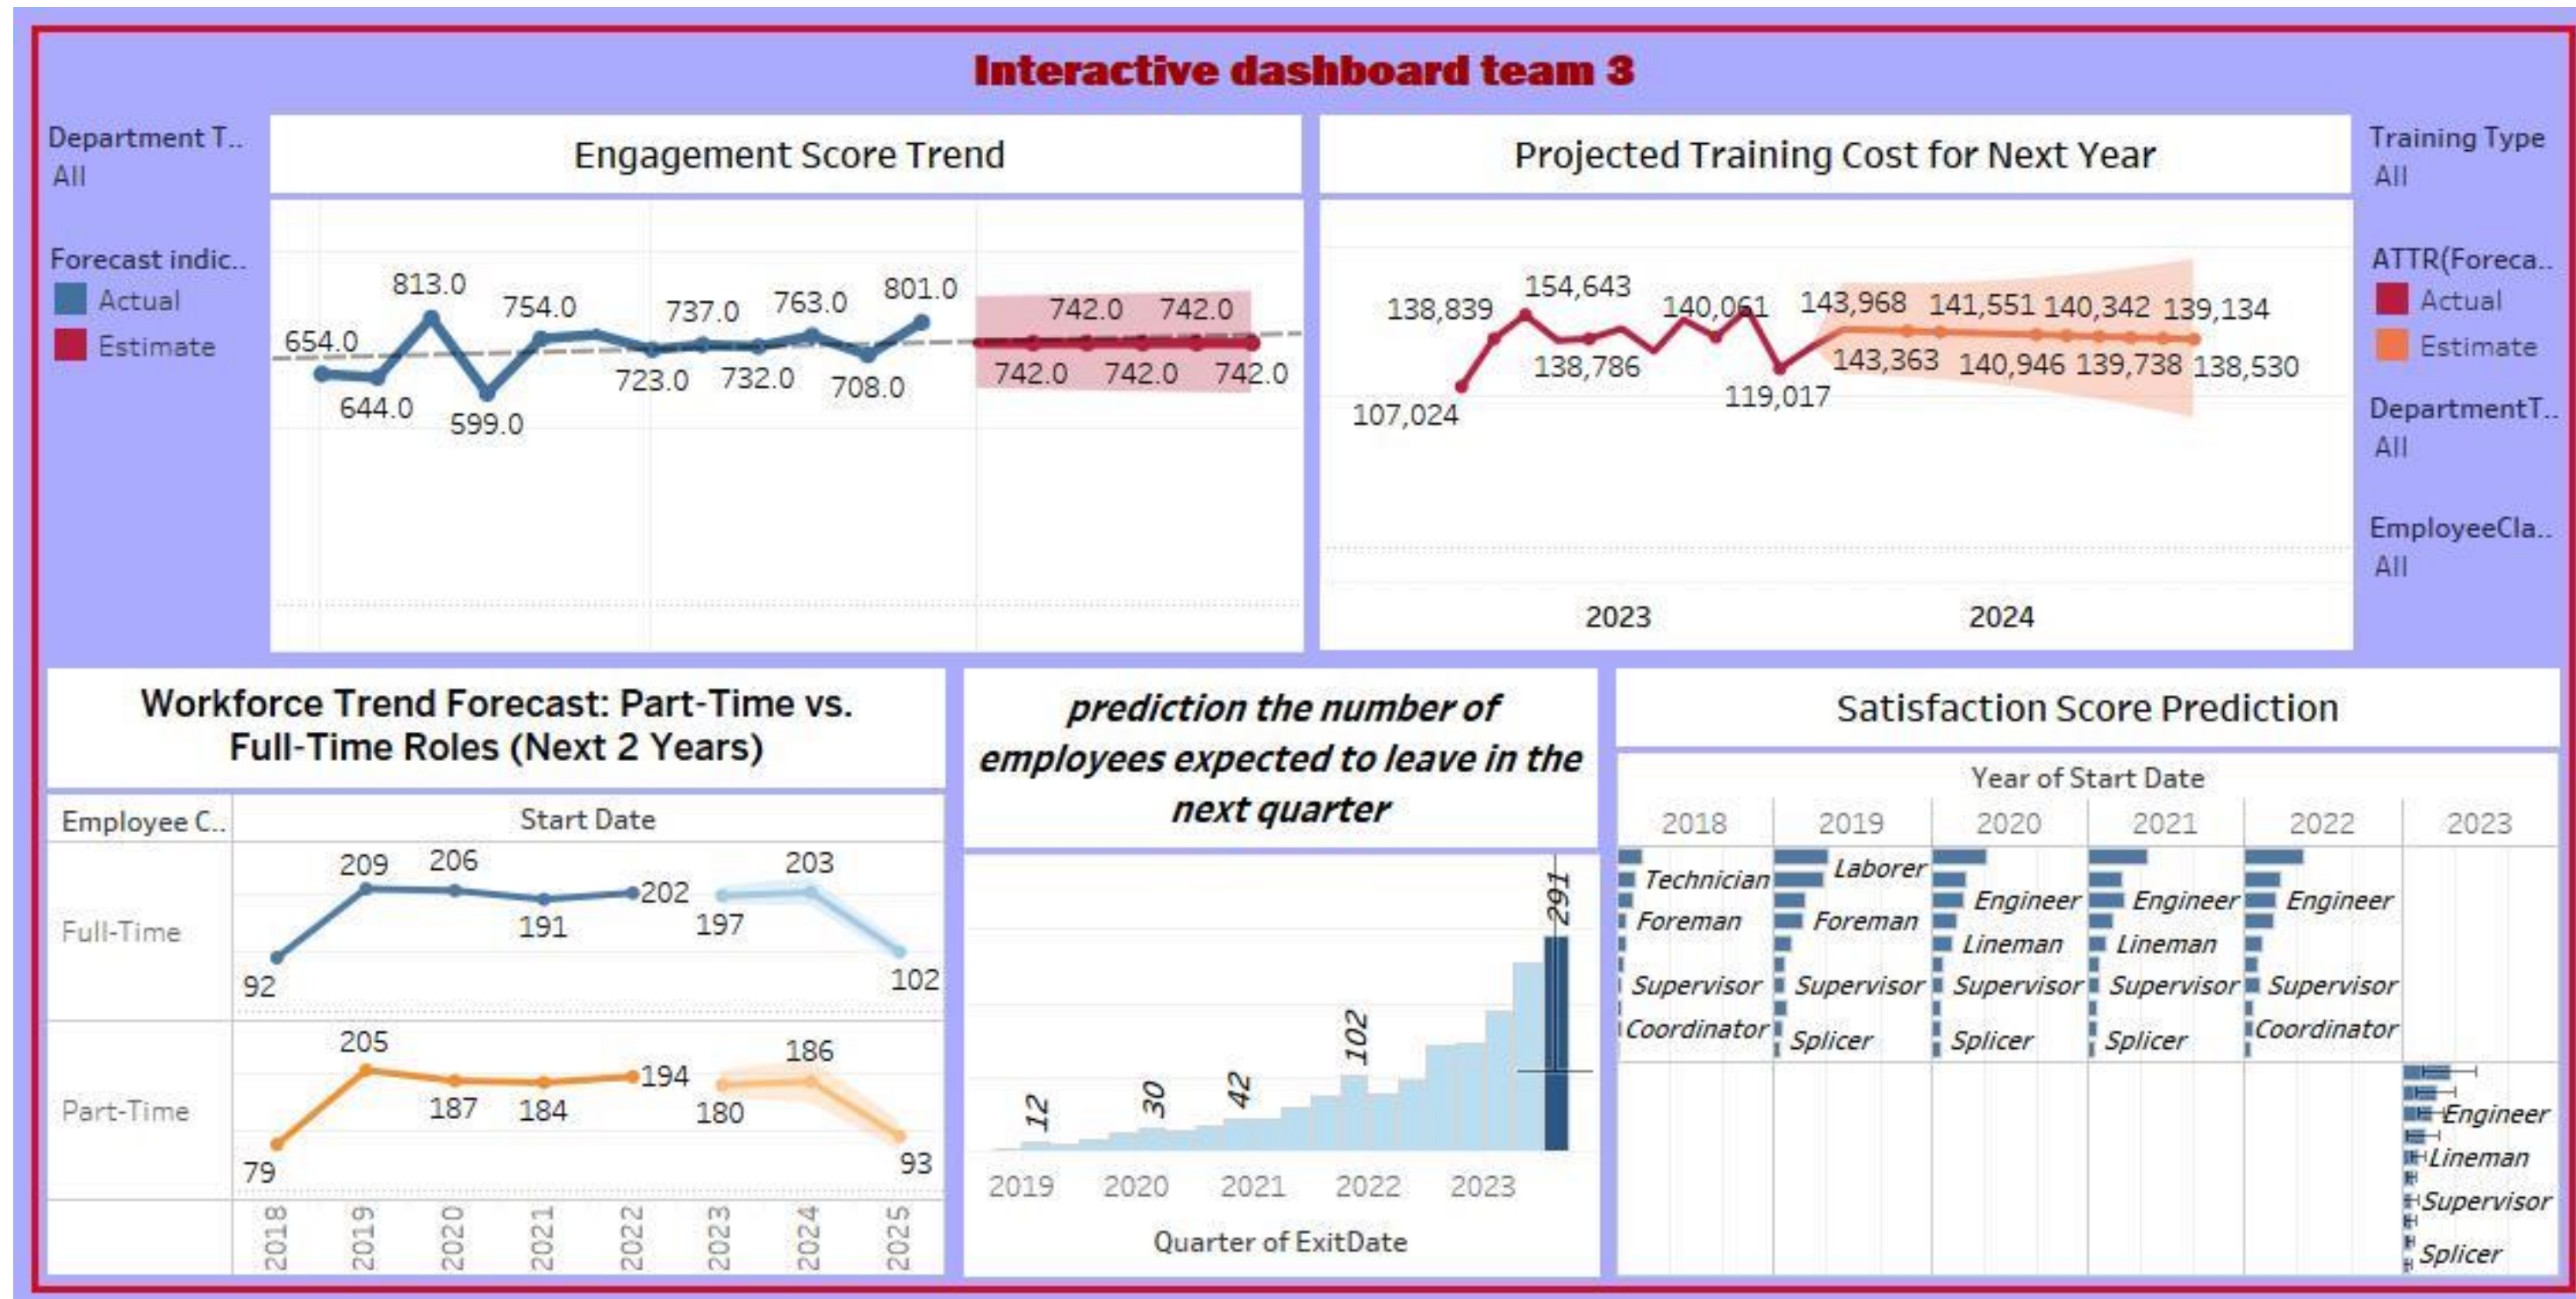 Interactive dashboard team 3
Department T..
All
Forecast indic..
Actual
Estimate
Engagement Score Trend
654.0
644.0
813.0
599.0
754.0
723.0
737.0
732.0
763.0
708.0
801.0
742.0
742.0
742.0
742.0
742.0
Projected Training Cost for Next Year
107,024
138,839
154,643
138,786
140,061
119,017
143,968
143,363
141,551
140,946
140,342
139,738
139,134
138,530
2023
2024
Training Type
All
ATTR(Foreca..
Actual
Estimate
DepartmentT..
All
EmployeeCla..
All
Workforce Trend Forecast: Part-Time vs.
Full-Time Roles (Next 2 Years)
Employee C..
Start Date
Full-Time
92
209
206
191
202
197
203
102
Part-Time
79
205
187
184
194
180
186
93
2018
2019
2020
2021
2022
2023
2024
2025
prediction the number of
employees expected to leave in the
next quarter
12
30
42
102
291
2019
2020
2021
2022
2023
Quarter of ExitDate
Satisfaction Score Prediction
Year of Start Date
2018
2019
2020
2021
2022
2023
Technician
Foreman
Supervisor
Coordinator
Laborer
Foreman
Supervisor
Splicer
Engineer
Lineman
Supervisor
Splicer
Engineer
Lineman
Supervisor
Splicer
Engineer
Supervisor
Coordinator
Engineer
Lineman
Supervisor
Splicer